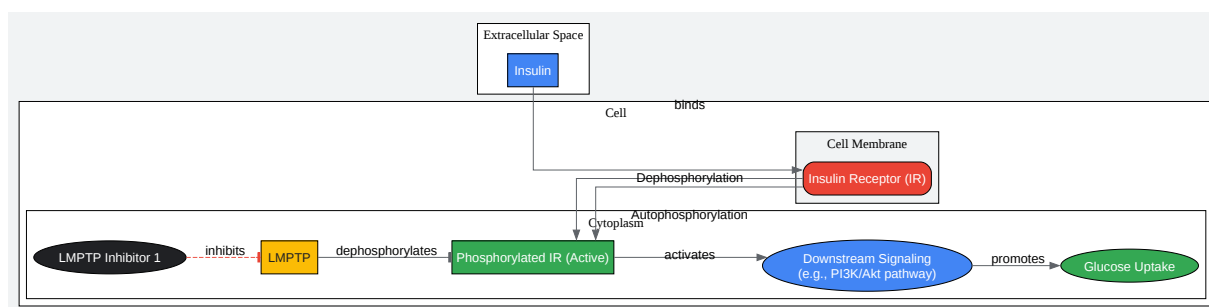 Extracellular Space
Insulin
binds
Cell
Cell Membrane
Insulin Receptor (IR)
Dephosphorylation
Autophosphorylation
Cytoplasm
LMPTP Inhibitor 1
inhibits
LMPTP
dephosphorylates
Phosphorylated IR (Active)
activates
Downstream Signaling
(e.g., PI3K/Akt pathway)
promotes
Glucose Uptake